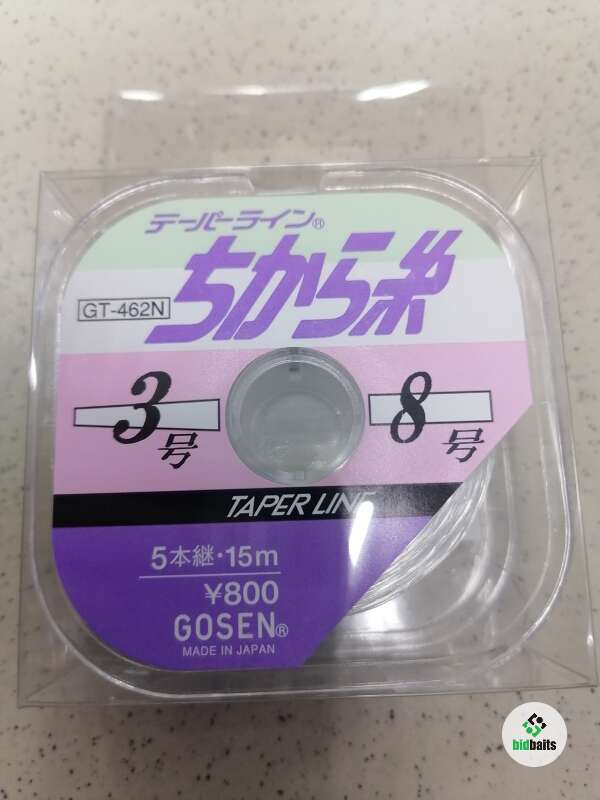 テーパーライン®
ちから糸
GT-462N
3号
8号
TAPER LINE
5本継・15m
¥800
GOSEN®
MADE IN JAPAN
bidbaits